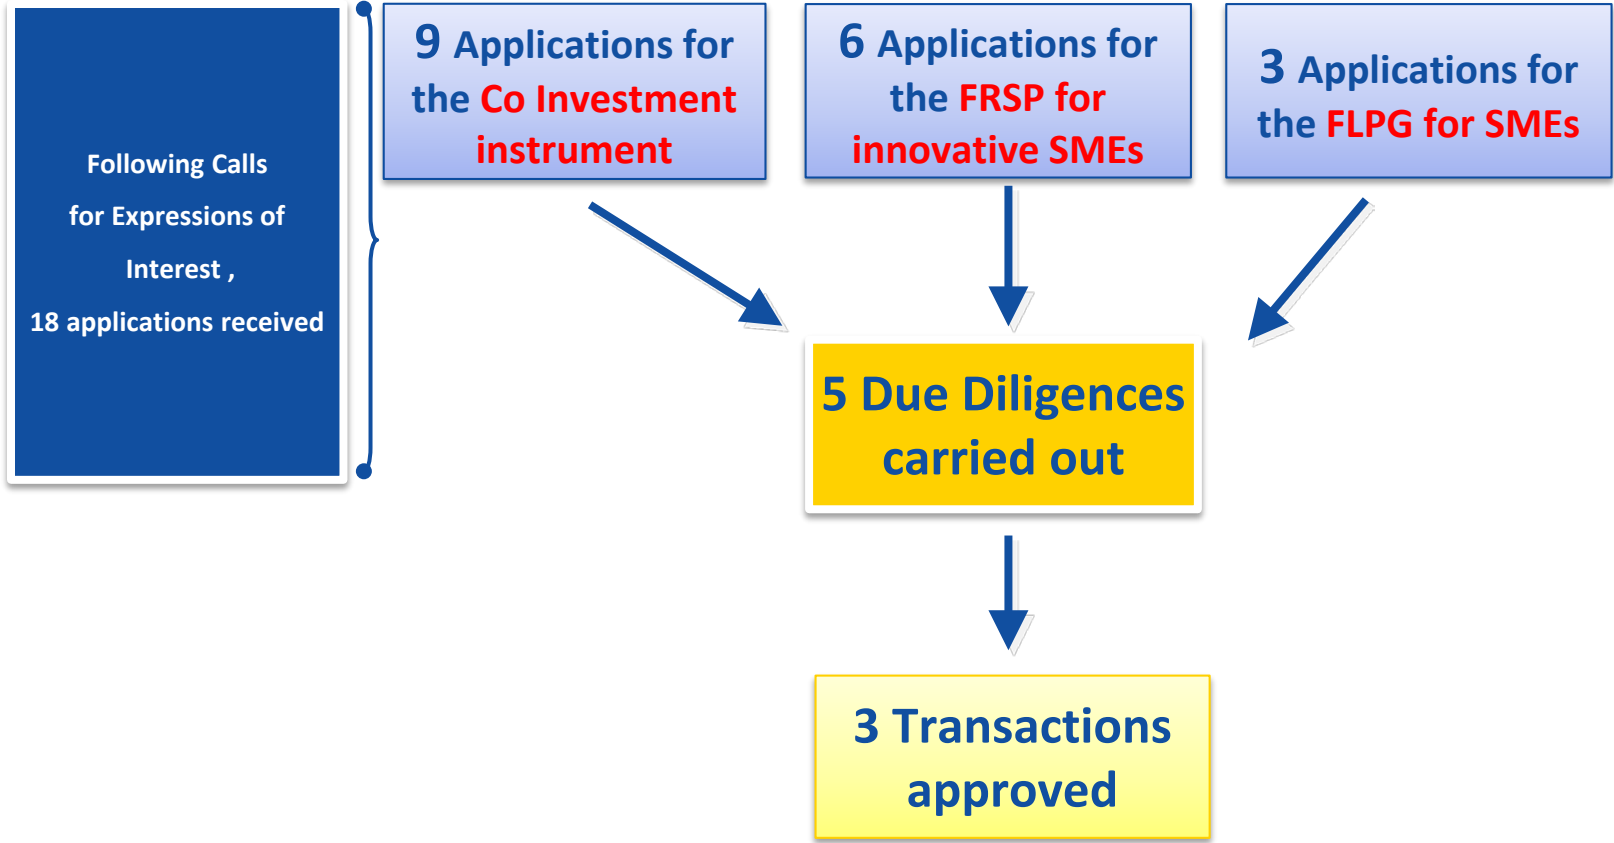 Following Calls
for Expressions of
Interest ,
18 applications received
9 Applications for
the Co Investment
instrument
6 Applications for
the FRSP for
innovative SMEs
3 Applications for
the FLPG for SMEs
5 Due Diligences
carried out
3 Transactions
approved